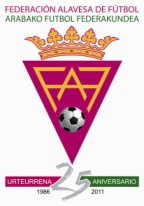 FEDERACIÓN ALAVESA DE FÚTBOL
ARABAKO FUTBOL FEDERAKUNDEA
FAF
URTEURRENA 25 ANIVERSARIO
1986 2011